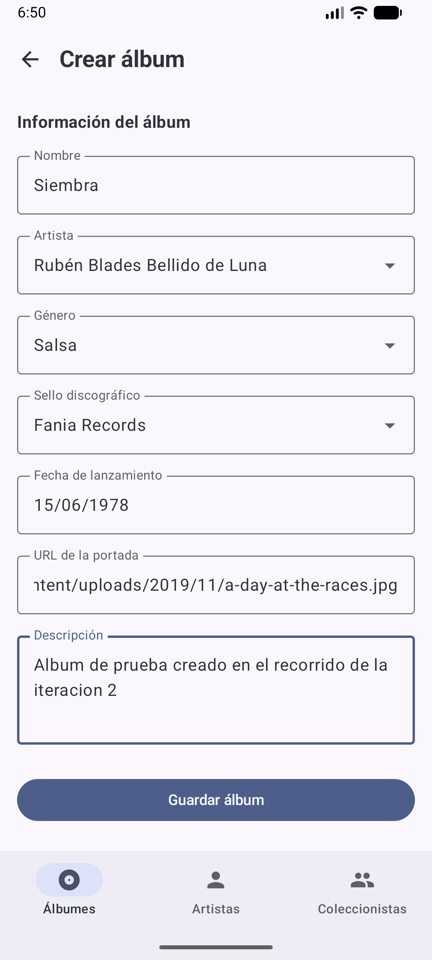 6:50
Crear álbum
Información del álbum
Nombre
Siembra
Artista
Rubén Blades Bellido de Luna
Género
Salsa
Sello discográfico
Fania Records
Fecha de lanzamiento
15/06/1978
URL de la portada
ntent/uploads/2019/11/a-day-at-the-races.jpg
Descripción
Album de prueba creado en el recorrido de la
iteracion 2
Guardar álbum
Álbumes
Artistas
Coleccionistas